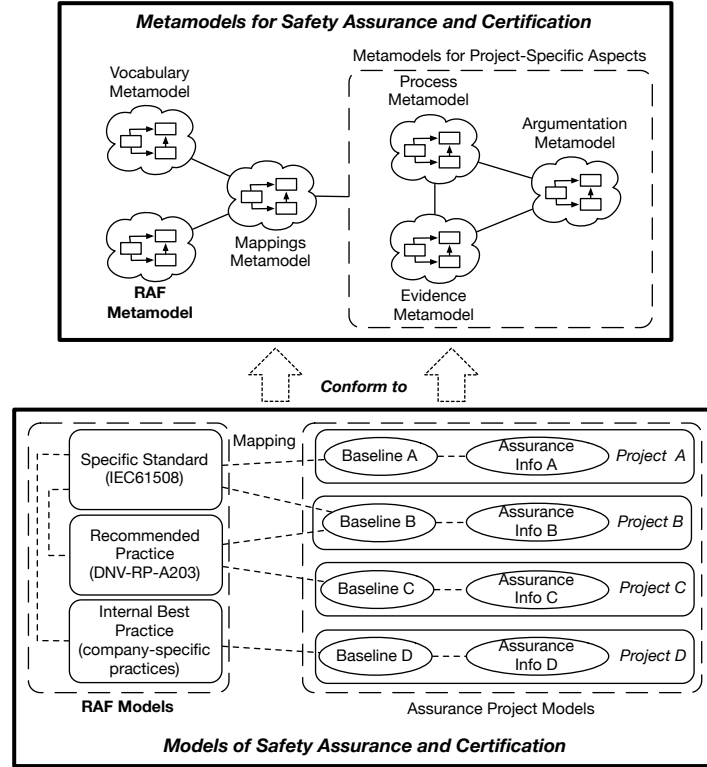 Metamodels for Safety Assurance and Certification
Metamodels for Project-Specific Aspects
Vocabulary
Metamodel
Process
Metamodel
Argumentation
Metamodel
Mappings
Metamodel
RAF
Metamodel
Evidence
Metamodel
Conform to
Mapping
Specific Standard
(IEC61508)
Recommended
Practice
(DNV-RP-A203)
Internal Best
Practice
(company-specific
practices)
RAF Models
Baseline A
Assurance
Info A
Project A
Baseline B
Assurance
Info B
Project B
Baseline C
Assurance
Info C
Project C
Baseline D
Assurance
Info D
Project D
Assurance Project Models
Models of Safety Assurance and Certification